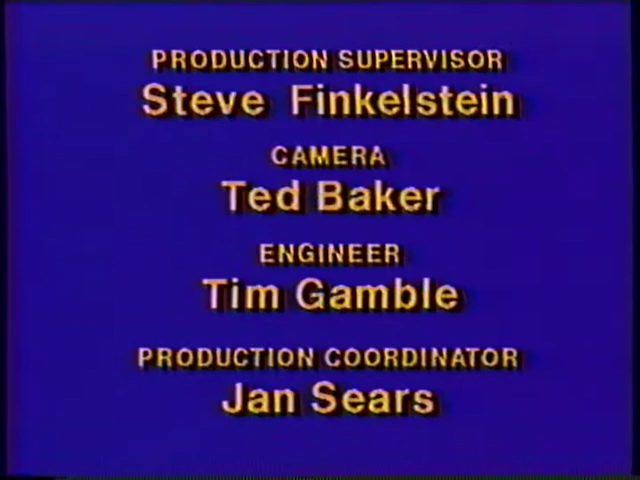 PRODUCTION SUPERVISOR
Steve Finkelstein
CAMERA
Ted Baker
ENGINEER
Tim Gamble
PRODUCTION COORDINATOR
Jan Sears